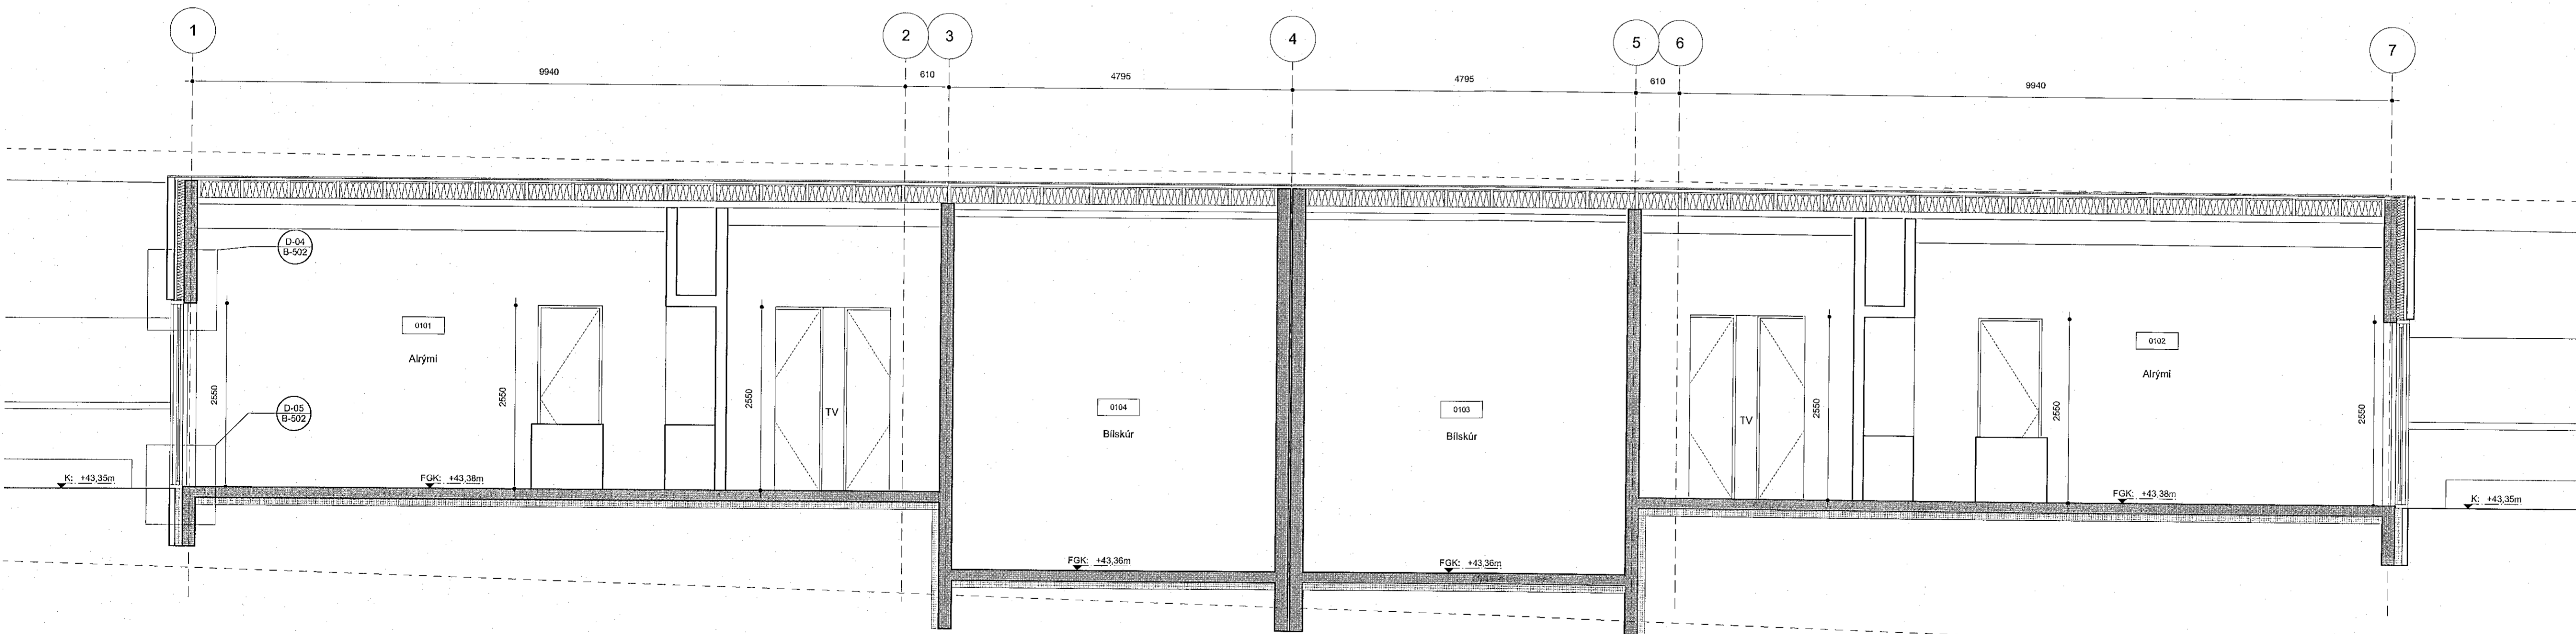 1
2
3
4
5
6
7
9940
610
4795
4795
610
9940
D-04
B-502
0101
Alrými
2550
2550
2550
TV
D-05
B-502
0104
Bílskúr
0103
Bílskúr
TV
2550
2550
0102
Alrými
2550
K: +43,35m
FGK: +43,38m
FGK: +43,36m
FGK: +43,36m
FGK: +43,38m
K: +43,35m